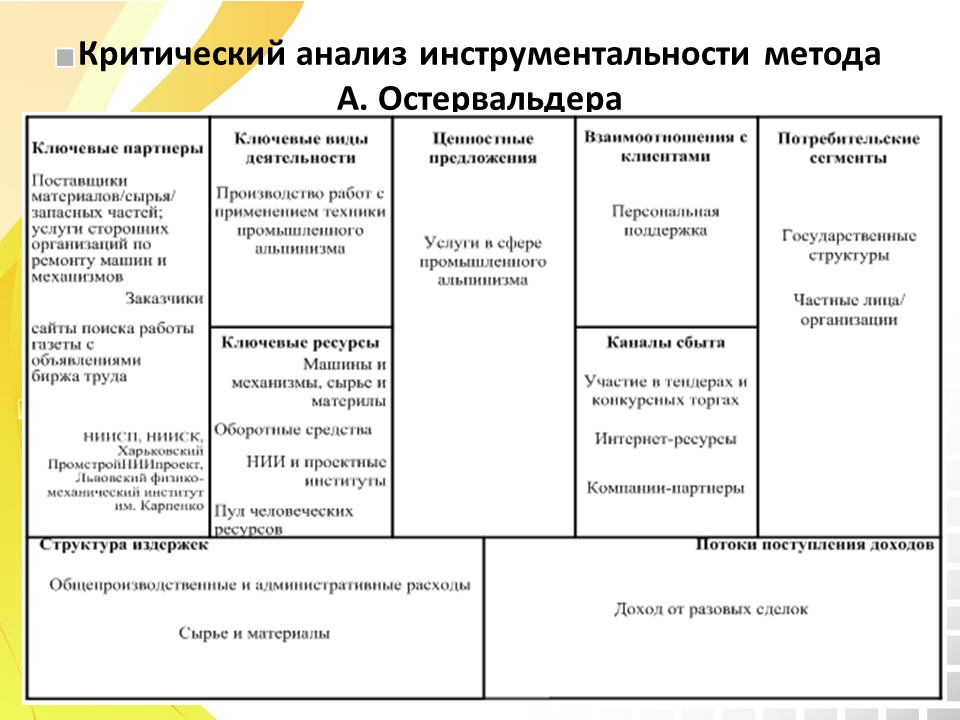 Критический анализ инструментальности метода
А. Остервальдера
Ключевые партнеры
Поставщики
материалов/сырья/
запасных частей;
услуги сторонних
организаций по
ремонту машин и
механизмов
Заказчики
сайты поиска работы
газеты с
объявлениями
биржа труда
НИИСП, НИИСК,
Харьковский
ПромстройНИИпроект,
Львовский физико-
механический институт
им. Карпенко
Ключевые виды
деятельности
Производство работ с
применением техники
промышленного
альпинизма
Ключевые ресурсы
Машины и
механизмы, сырье и
материлы
Оборотные средства
НИИ и проектные
институты
Пул человеческих
ресурсов
Ценностные
предложения
Услуги в сфере
промышленного
альпинизма
Взаимоотношения с
клиентами
Персональная
поддержка
Каналы сбыта
Участие в тендерах и
конкурсных торгах
Интернет-ресурсы
Компании-партнеры
Потребительские
сегменты
Государственные
структуры
Частные лица/
организации
Структура издержек
Общепроизводственные и административные расходы
Сырье и материалы
Потоки поступления доходов
Доход от разовых сделок